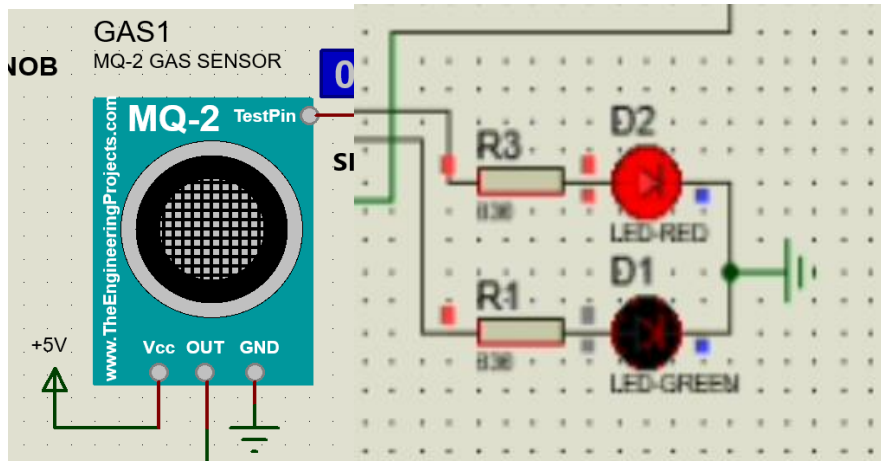 GAS1
MQ-2 GAS SENSOR
NOB
0
MQ-2 TestPin
SI
www.TheEngineeringProjects.com
+5V
Vcc OUT GND
D2
R3
LED-RED
D1
R1
LED-GREEN